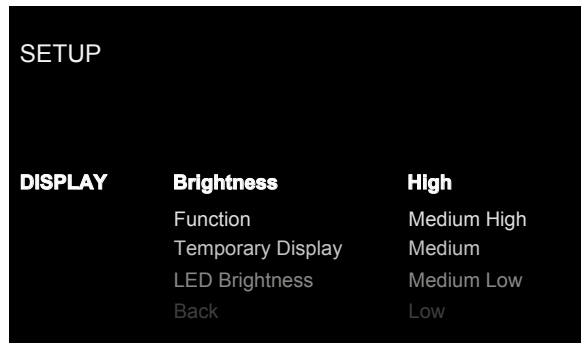 SETUP
DISPLAY Brightness High
Function Medium High
Temporary Display Medium
LED Brightness Medium Low
Back Low